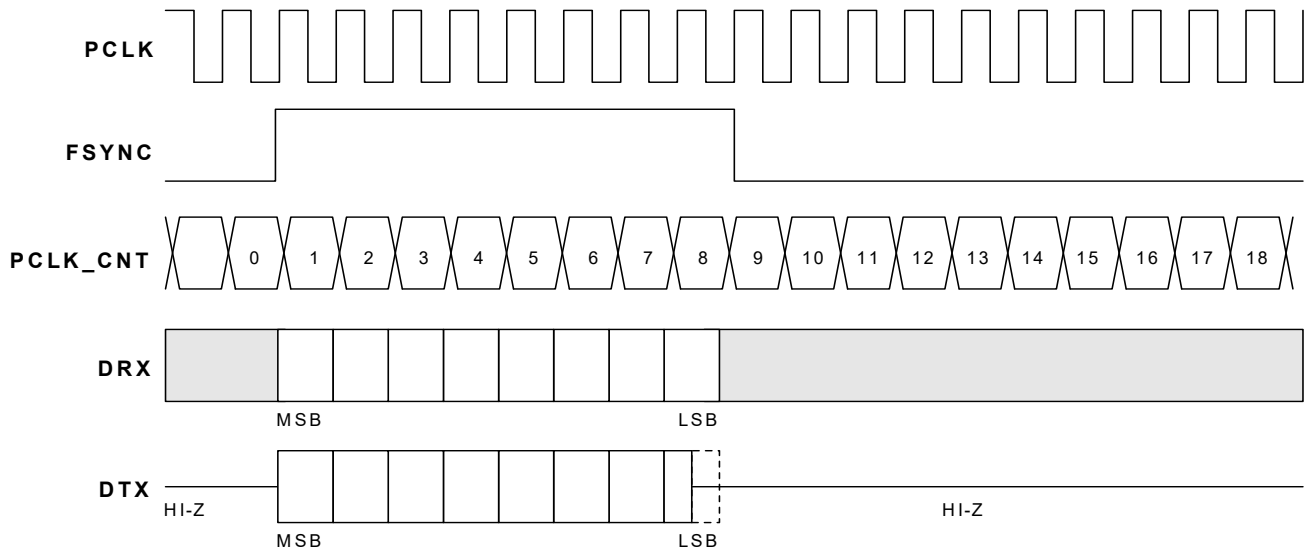 PCLK
FSYNC
PCLK_CNT 0 1 2 3 4 5 6 7 8 9 10 11 12 13 14 15 16 17 18
DRX
MSB LSB
DTX
HI-Z HI-Z
MSB LSB